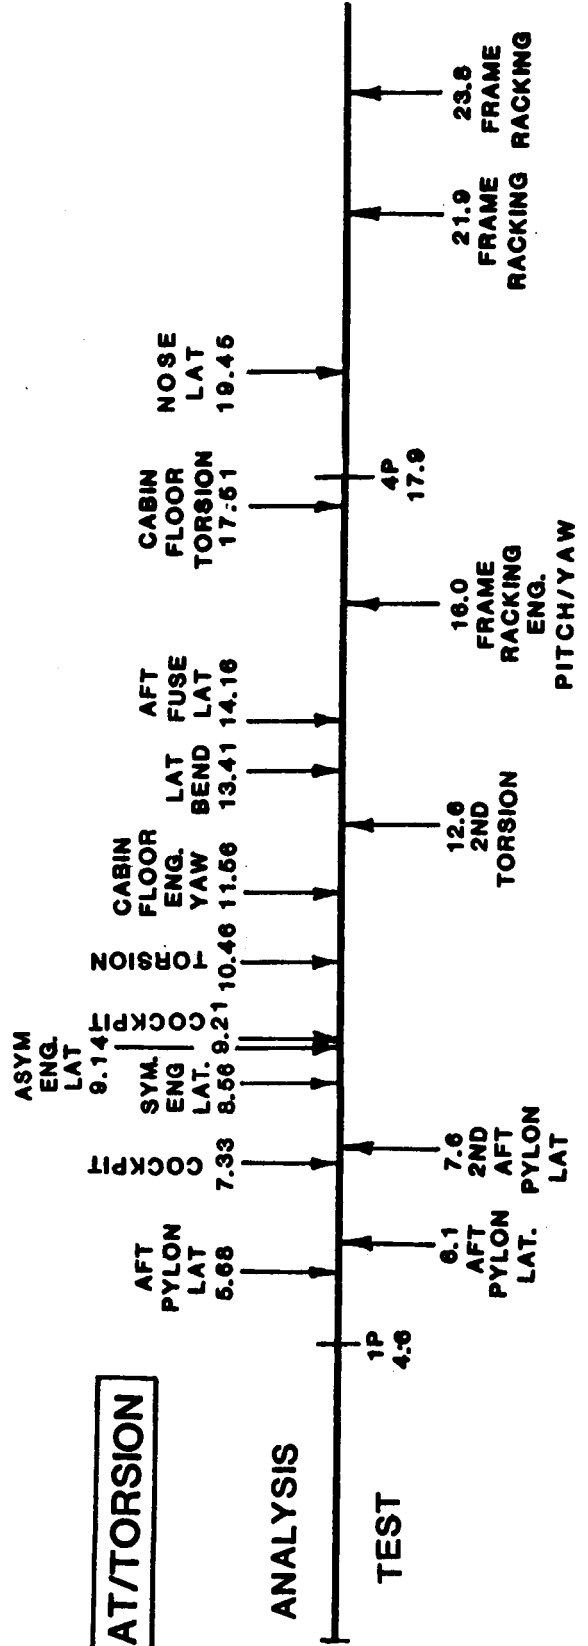 AT/TORSION
ANALYSIS
AFT
PYLON
LAT
5.68
COCKPIT
7.33
SYM.
ENG
LAT.
8.56
ASYM
ENG.
LAT
9.14
COCKPIT
9.21
TORSION
10.46
CABIN
FLOOR
ENG.
YAW
11.56
LAT
BEND
13.41
AFT
FUSE
LAT
14.16
CABIN
FLOOR
TORSION
17.51
NOSE
LAT
19.45
TEST
1P
4.6
6.1
AFT
PYLON
LAT.
7.6
2ND
AFT
PYLON
LAT
12.6
2ND
TORSION
16.0
FRAME
RACKING
ENG.
PITCH/YAW
4P
17.9
21.9
FRAME
RACKING
23.8
FRAME
RACKING